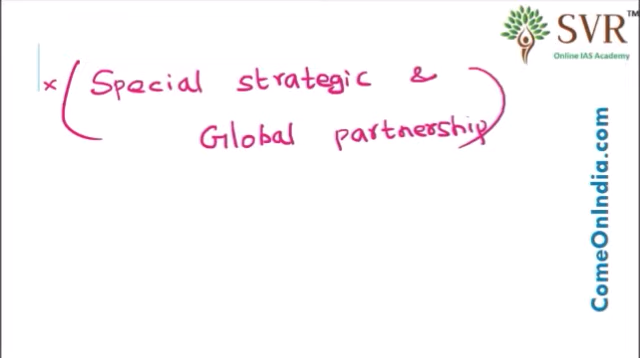 SVR™
Online IAS Academy
× (Special strategic &
Global partnership)
ComeOnIndia.com